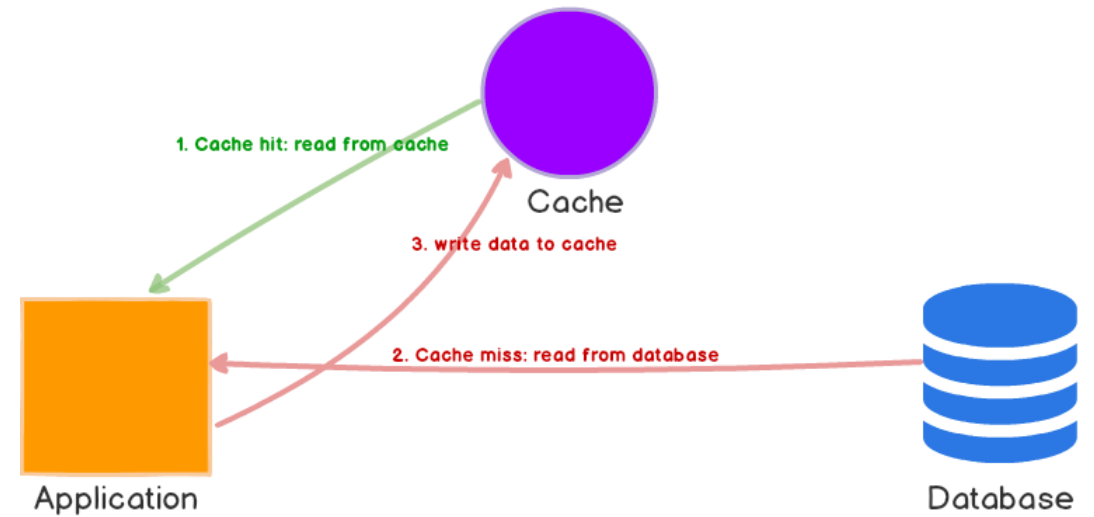 1. Cache hit: read from cache
Cache
3. write data to cache
2. Cache miss: read from database
Application
Database